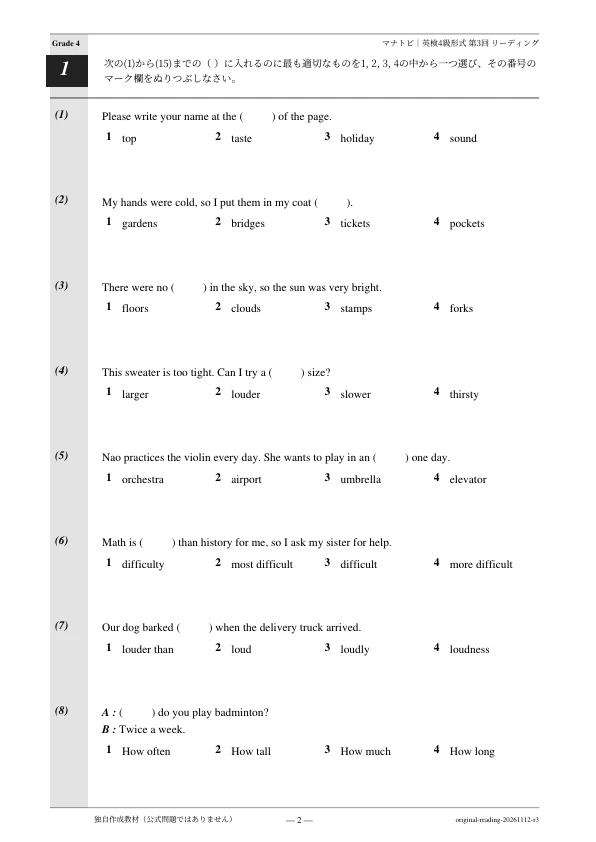 Grade 4
マナトビ｜英検4級形式 第3回 リーディング
1
次の(1)から(15)までの（ ）に入れるのに最も適切なものを1, 2, 3, 4の中から一つ選び、その番号の
マーク欄をぬりつぶしなさい。
(1)
Please write your name at the ( ) of the page.
1 top 2 taste 3 holiday 4 sound
(2)
My hands were cold, so I put them in my coat ( ).
1 gardens 2 bridges 3 tickets 4 pockets
(3)
There were no ( ) in the sky, so the sun was very bright.
1 floors 2 clouds 3 stamps 4 forks
(4)
This sweater is too tight. Can I try a ( ) size?
1 larger 2 louder 3 slower 4 thirsty
(5)
Nao practices the violin every day. She wants to play in an ( ) one day.
1 orchestra 2 airport 3 umbrella 4 elevator
(6)
Math is ( ) than history for me, so I ask my sister for help.
1 difficulty 2 most difficult 3 difficult 4 more difficult
(7)
Our dog barked ( ) when the delivery truck arrived.
1 louder than 2 loud 3 loudly 4 loudness
(8)
A : ( ) do you play badminton?
B : Twice a week.
1 How often 2 How tall 3 How much 4 How long
独自作成教材（公式問題ではありません）
— 2 —
original-reading-20261112-r3